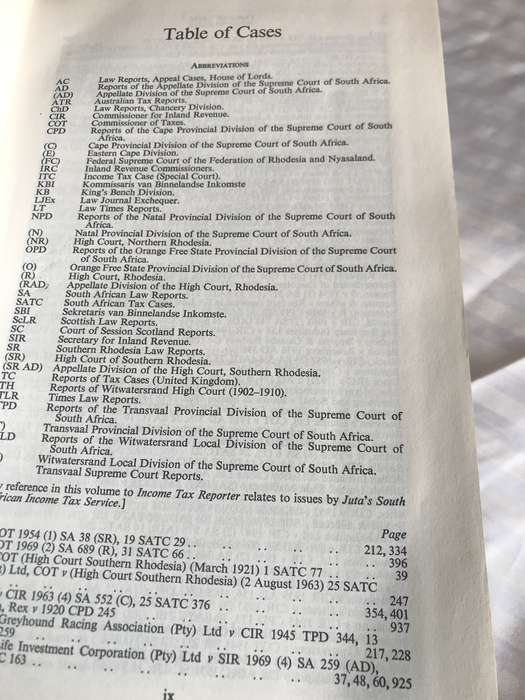 Table of Cases
ABBREVIATIONS
AC Law Reports, Appeal Cases, House of Lords.
AD Reports of the Appellate Division of the Supreme Court of South Africa.
(AD) Appellate Division of the Supreme Court of South Africa.
ATR Australian Tax Reports.
ChD Law Reports, Chancery Division.
CIR Commissioner for Inland Revenue.
COT Commissioner of Taxes.
CPD Reports of the Cape Provincial Division of the Supreme Court of South
Africa.
(C) Cape Provincial Division of the Supreme Court of South Africa.
(E) Eastern Cape Division.
(FC) Federal Supreme Court of the Federation of Rhodesia and Nyasaland.
IRC Inland Revenue Commissioners.
ITC Income Tax Case (Special Court).
KBI Kommissaris van Binnelandse Inkomste
KB King's Bench Division.
LJEx Law Journal Exchequer.
LT Law Times Reports.
NPD Reports of the Natal Provincial Division of the Supreme Court of South
Africa.
(N) Natal Provincial Division of the Supreme Court of South Africa.
(NR) High Court, Northern Rhodesia.
OPD Reports of the Orange Free State Provincial Division of the Supreme Court
of South Africa.
(O) Orange Free State Provincial Division of the Supreme Court of South Africa.
(R) High Court, Rhodesia.
(RAD) Appellate Division of the High Court, Rhodesia.
SA South African Law Reports.
SATC South African Tax Cases.
SBI Sekretaris van Binnelandse Inkomste.
ScLR Scottish Law Reports.
SC Court of Session Scotland Reports.
SIR Secretary for Inland Revenue.
SR Southern Rhodesia Law Reports.
(SR) High Court of Southern Rhodesia.
(SR AD) Appellate Division of the High Court, Southern Rhodesia.
TC Reports of Tax Cases (United Kingdom).
TH Reports of Witwatersrand High Court (1902–1910).
TLR Times Law Reports.
TPD Reports of the Transvaal Provincial Division of the Supreme Court of
South Africa.
) Transvaal Provincial Division of the Supreme Court of South Africa.
LD Reports of the Witwatersrand Local Division of the Supreme Court of
South Africa.
) Witwatersrand Local Division of the Supreme Court of South Africa.
Transvaal Supreme Court Reports.
reference in this volume to Income Tax Reporter relates to issues by Juta's South
rican Income Tax Service.]
Page
OT 1954 (1) SA 38 (SR), 19 SATC 29 .. .. .. .. .. 212, 334
OT 1969 (2) SA 689 (R), 31 SATC 66 .. .. .. .. .. 396
COT (High Court Southern Rhodesia) (March 1921) 1 SATC 77 .. .. 39
) Ltd, COT v (High Court Southern Rhodesia) (2 August 1963) 25 SATC
.. .. .. .. .. .. 247
v CIR 1963 (4) SA 552 (C), 25 SATC 376 .. .. .. .. 354, 401
, Rex v 1920 CPD 245 .. .. .. .. .. 937
Greyhound Racing Association (Pty) Ltd v CIR 1945 TPD 344, 13
259 .. .. .. .. .. .. 217, 228
ife Investment Corporation (Pty) Ltd v SIR 1969 (4) SA 259 (AD),
C 163 .. .. .. .. .. .. 37, 48, 60, 925
ix